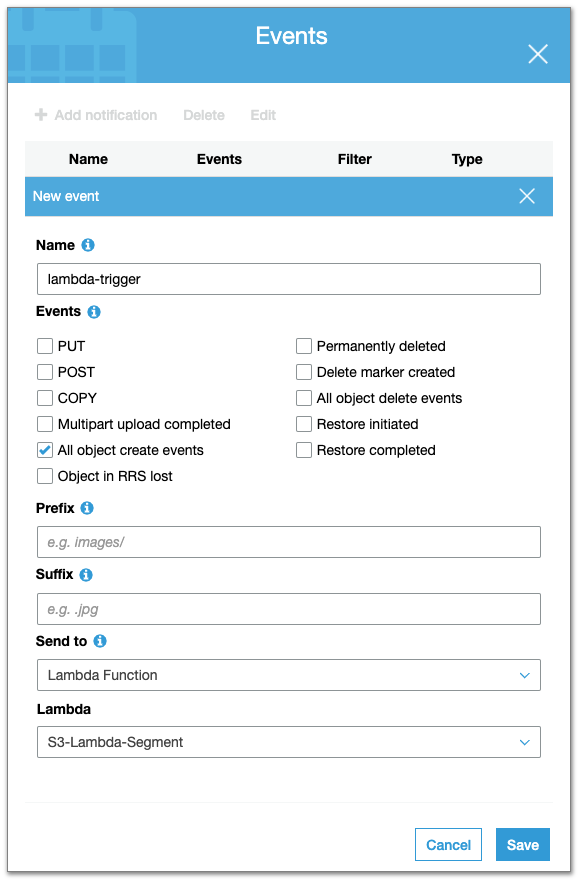 Events
Add notification Delete Edit
Name Events Filter Type
New event
Name
lambda-trigger
Events
PUT Permanently deleted
POST Delete marker created
COPY All object delete events
Multipart upload completed Restore initiated
All object create events Restore completed
Object in RRS lost
Prefix
e.g. images/
Suffix
e.g. .jpg
Send to
Lambda Function
Lambda
S3-Lambda-Segment
Cancel Save